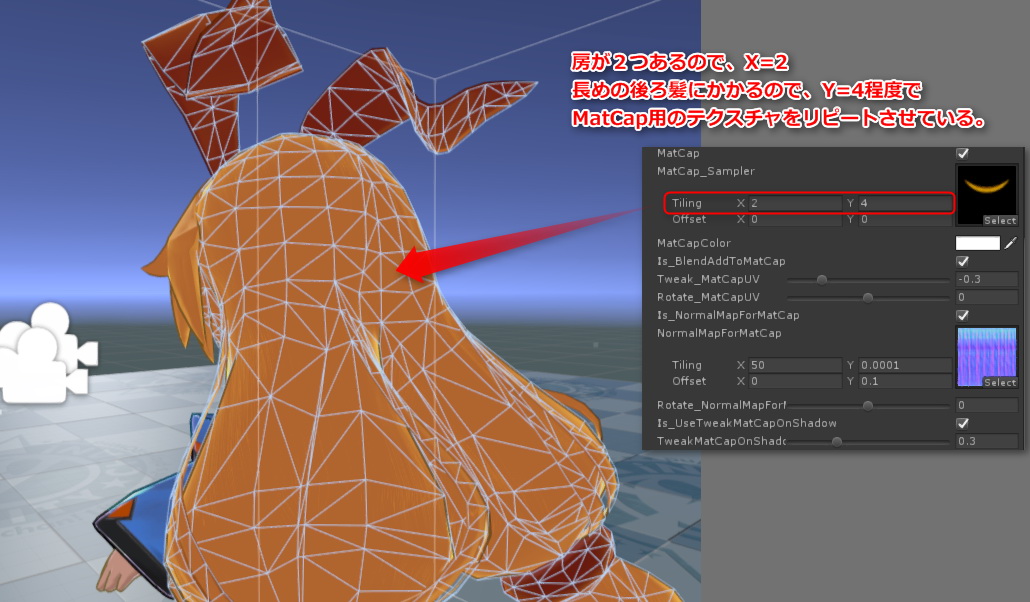 房が２つあるので、X=2
長めの後ろ髪にかかるので、Y=4程度で
MatCap用のテクスチャをリピートさせている。
MatCap
MatCap_Sampler
Tiling X 2 Y 4
Offset X 0 Y 0
Select
MatCapColor
Is_BlendAddToMatCap
Tweak_MatCapUV -0.3
Rotate_MatCapUV 0
Is_NormalMapForMatCap
NormalMapForMatCap
Tiling X 50 Y 0.0001
Offset X 0 Y 0.1
Select
Rotate_NormalMapForM 0
Is_UseTweakMatCapOnShadow
TweakMatCapOnShado 0.3